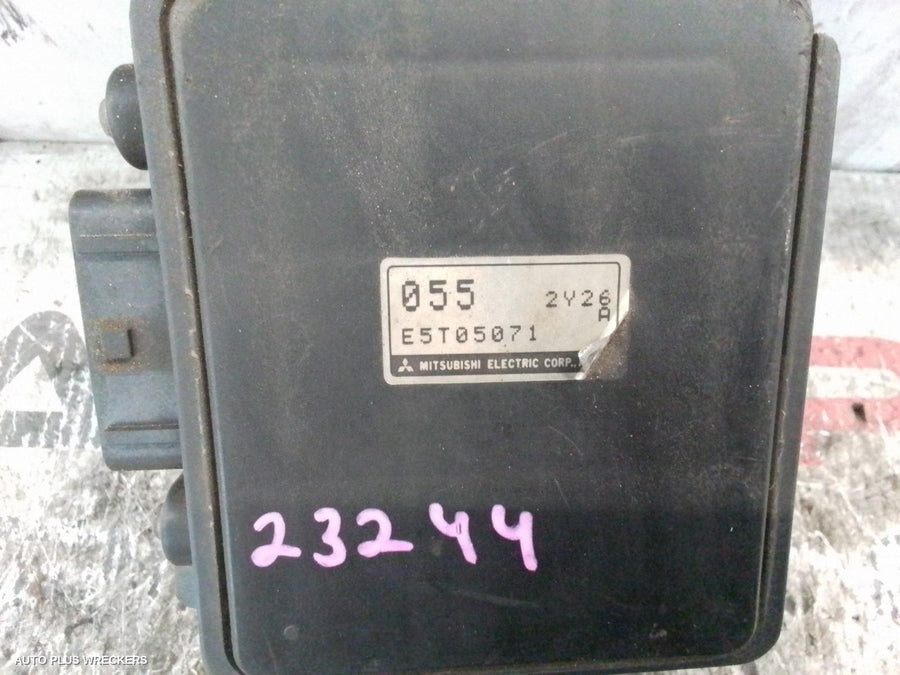 055 2Y26
A
E5T05071
MITSUBISHI ELECTRIC CORP.
23244
AUTO PLUS WRECKERS